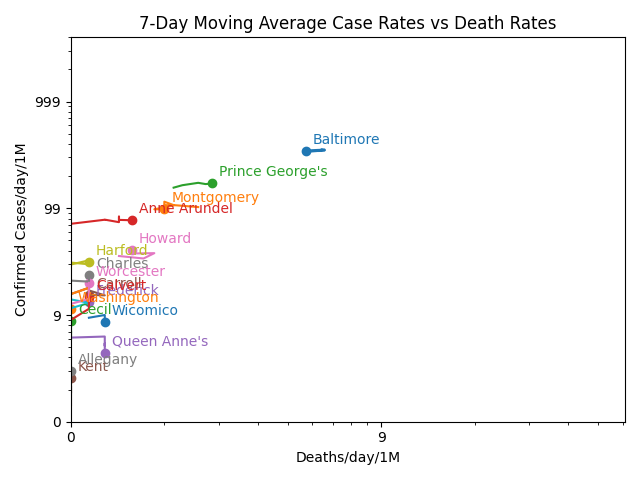 7-Day Moving Average Case Rates vs Death Rates
Confirmed Cases/day/1M
999
99
9
0
Baltimore
Prince George's
Montgomery
Anne Arundel
Howard
Harford
Charles
Worcester
Carroll
Calvert
Frederick
Washington
Cecil
Wicomico
Queen Anne's
Allegany
Kent
0
9
Deaths/day/1M